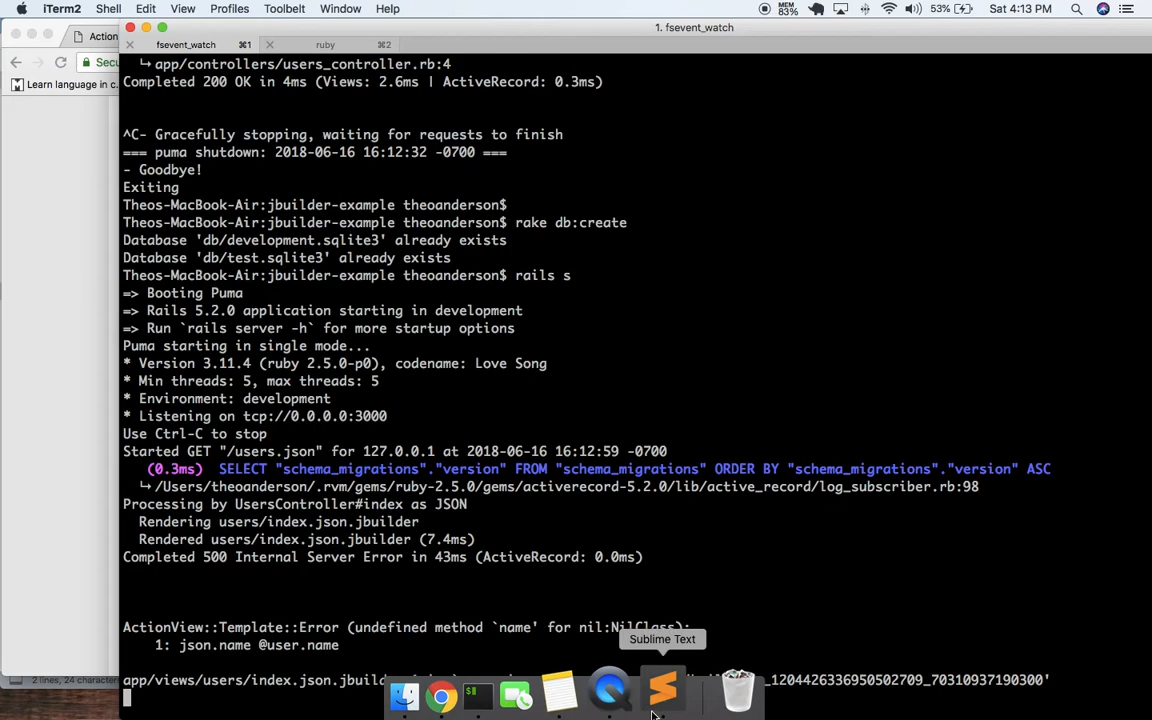 iTerm2 Shell Edit View Profiles Toolbelt Window Help MEM 83% 53% Sat 4:13 PM
Action
1. fsevent_watch
fsevent_watch ⌘1 ruby ⌘2
Secu
Learn language in c.
↳ app/controllers/users_controller.rb:4
Completed 200 OK in 4ms (Views: 2.6ms | ActiveRecord: 0.3ms)
^C- Gracefully stopping, waiting for requests to finish
=== puma shutdown: 2018-06-16 16:12:32 -0700 ===
- Goodbye!
Exiting
Theos-MacBook-Air:jbuilder-example theoanderson$
Theos-MacBook-Air:jbuilder-example theoanderson$ rake db:create
Database 'db/development.sqlite3' already exists
Database 'db/test.sqlite3' already exists
Theos-MacBook-Air:jbuilder-example theoanderson$ rails s
=> Booting Puma
=> Rails 5.2.0 application starting in development
=> Run `rails server -h` for more startup options
Puma starting in single mode...
* Version 3.11.4 (ruby 2.5.0-p0), codename: Love Song
* Min threads: 5, max threads: 5
* Environment: development
* Listening on tcp://0.0.0.0:3000
Use Ctrl-C to stop
Started GET "/users.json" for 127.0.0.1 at 2018-06-16 16:12:59 -0700
(0.3ms) SELECT "schema_migrations"."version" FROM "schema_migrations" ORDER BY "schema_migrations"."version" ASC
↳ /Users/theoanderson/.rvm/gems/ruby-2.5.0/gems/activerecord-5.2.0/lib/active_record/log_subscriber.rb:98
Processing by UsersController#index as JSON
Rendering users/index.json.jbuilder
Rendered users/index.json.jbuilder (7.4ms)
Completed 500 Internal Server Error in 43ms (ActiveRecord: 0.0ms)
ActionView::Template::Error (undefined method `name' for nil:NilClass):
Sublime Text
1: json.name @user.name
app/views/users/index.json.jbuild _1204426336950502709_70310937190300'
2 lines, 24 character